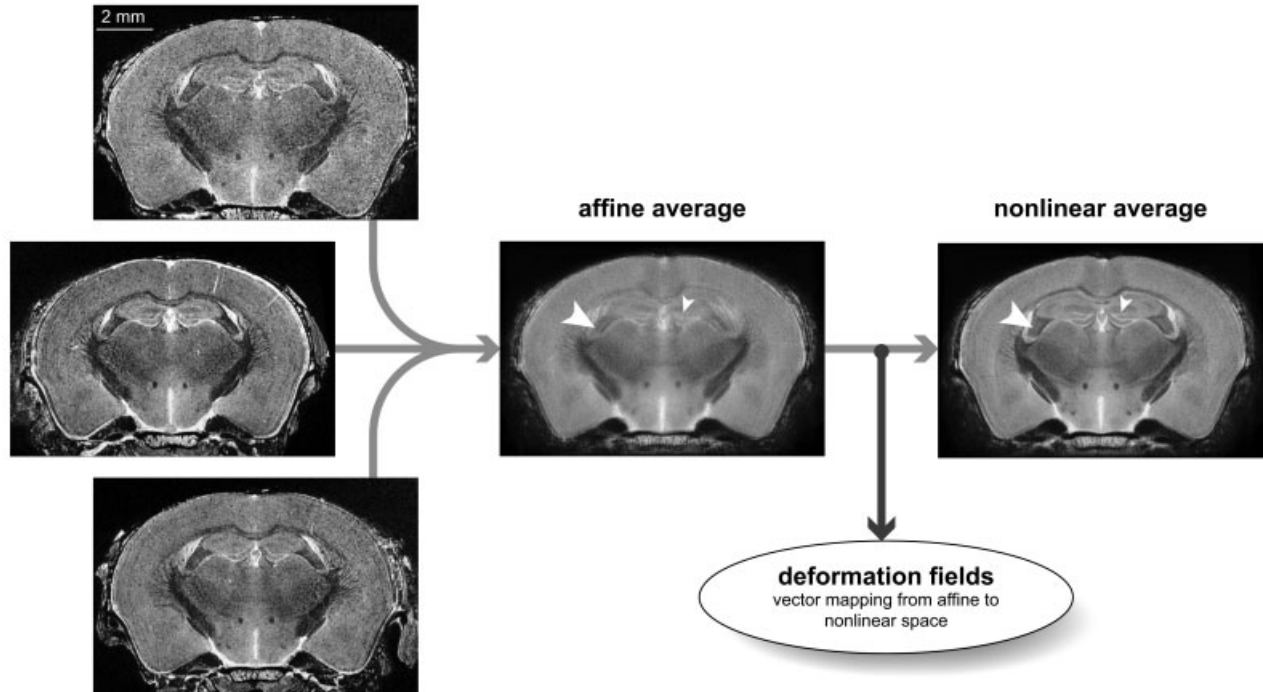 2 mm
affine average
nonlinear average
deformation fields
vector mapping from affine to
nonlinear space